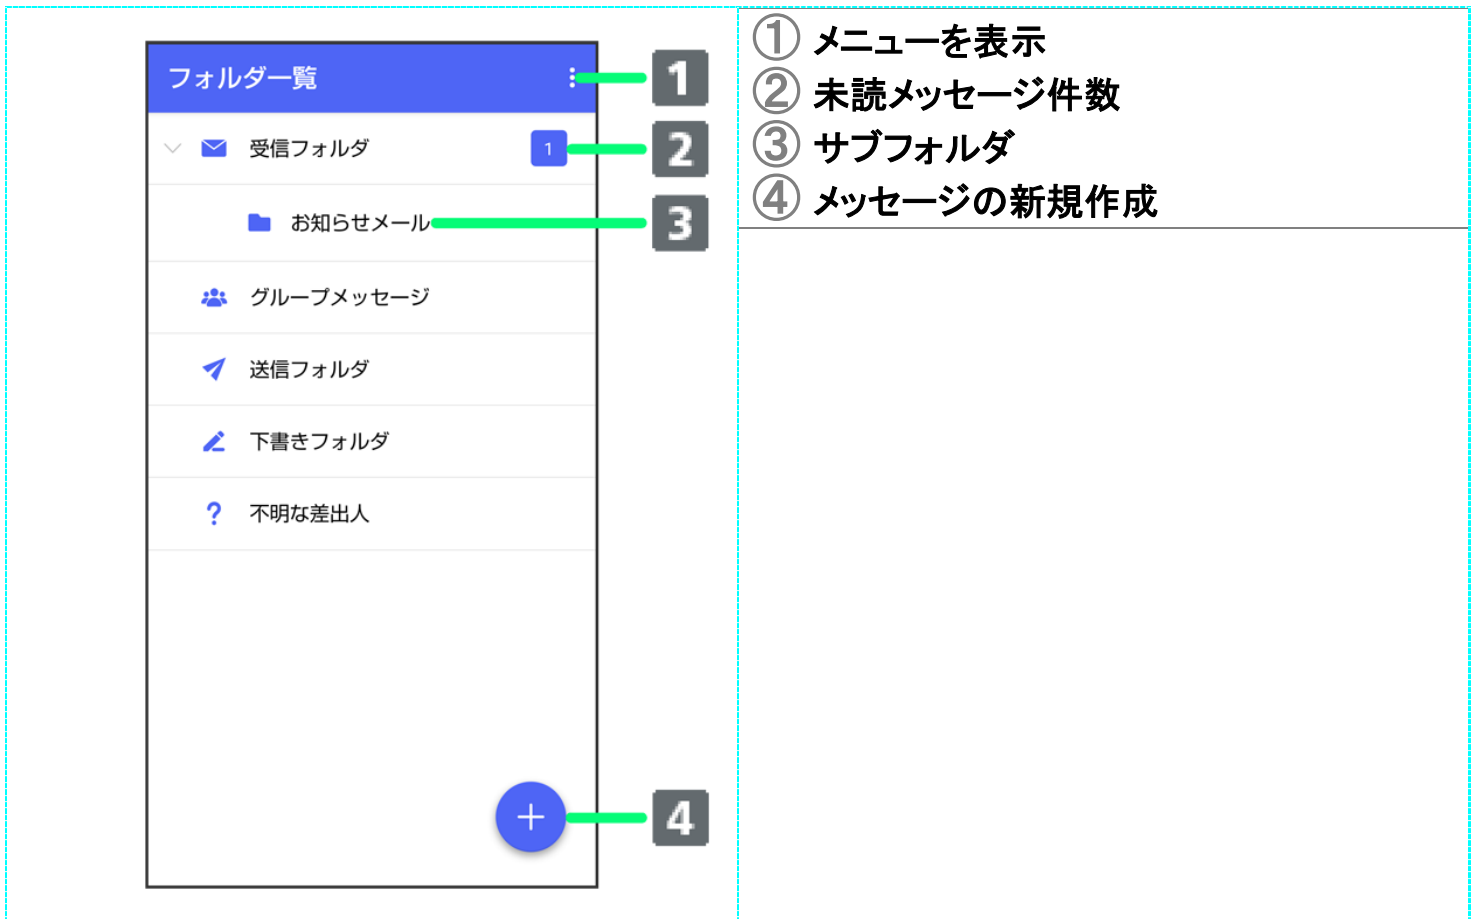 フォルダ一覧
1
受信フォルダ
1
2
お知らせメール
3
グループメッセージ
送信フォルダ
下書きフォルダ
不明な差出人
4
① メニューを表示
② 未読メッセージ件数
③ サブフォルダ
④ メッセージの新規作成